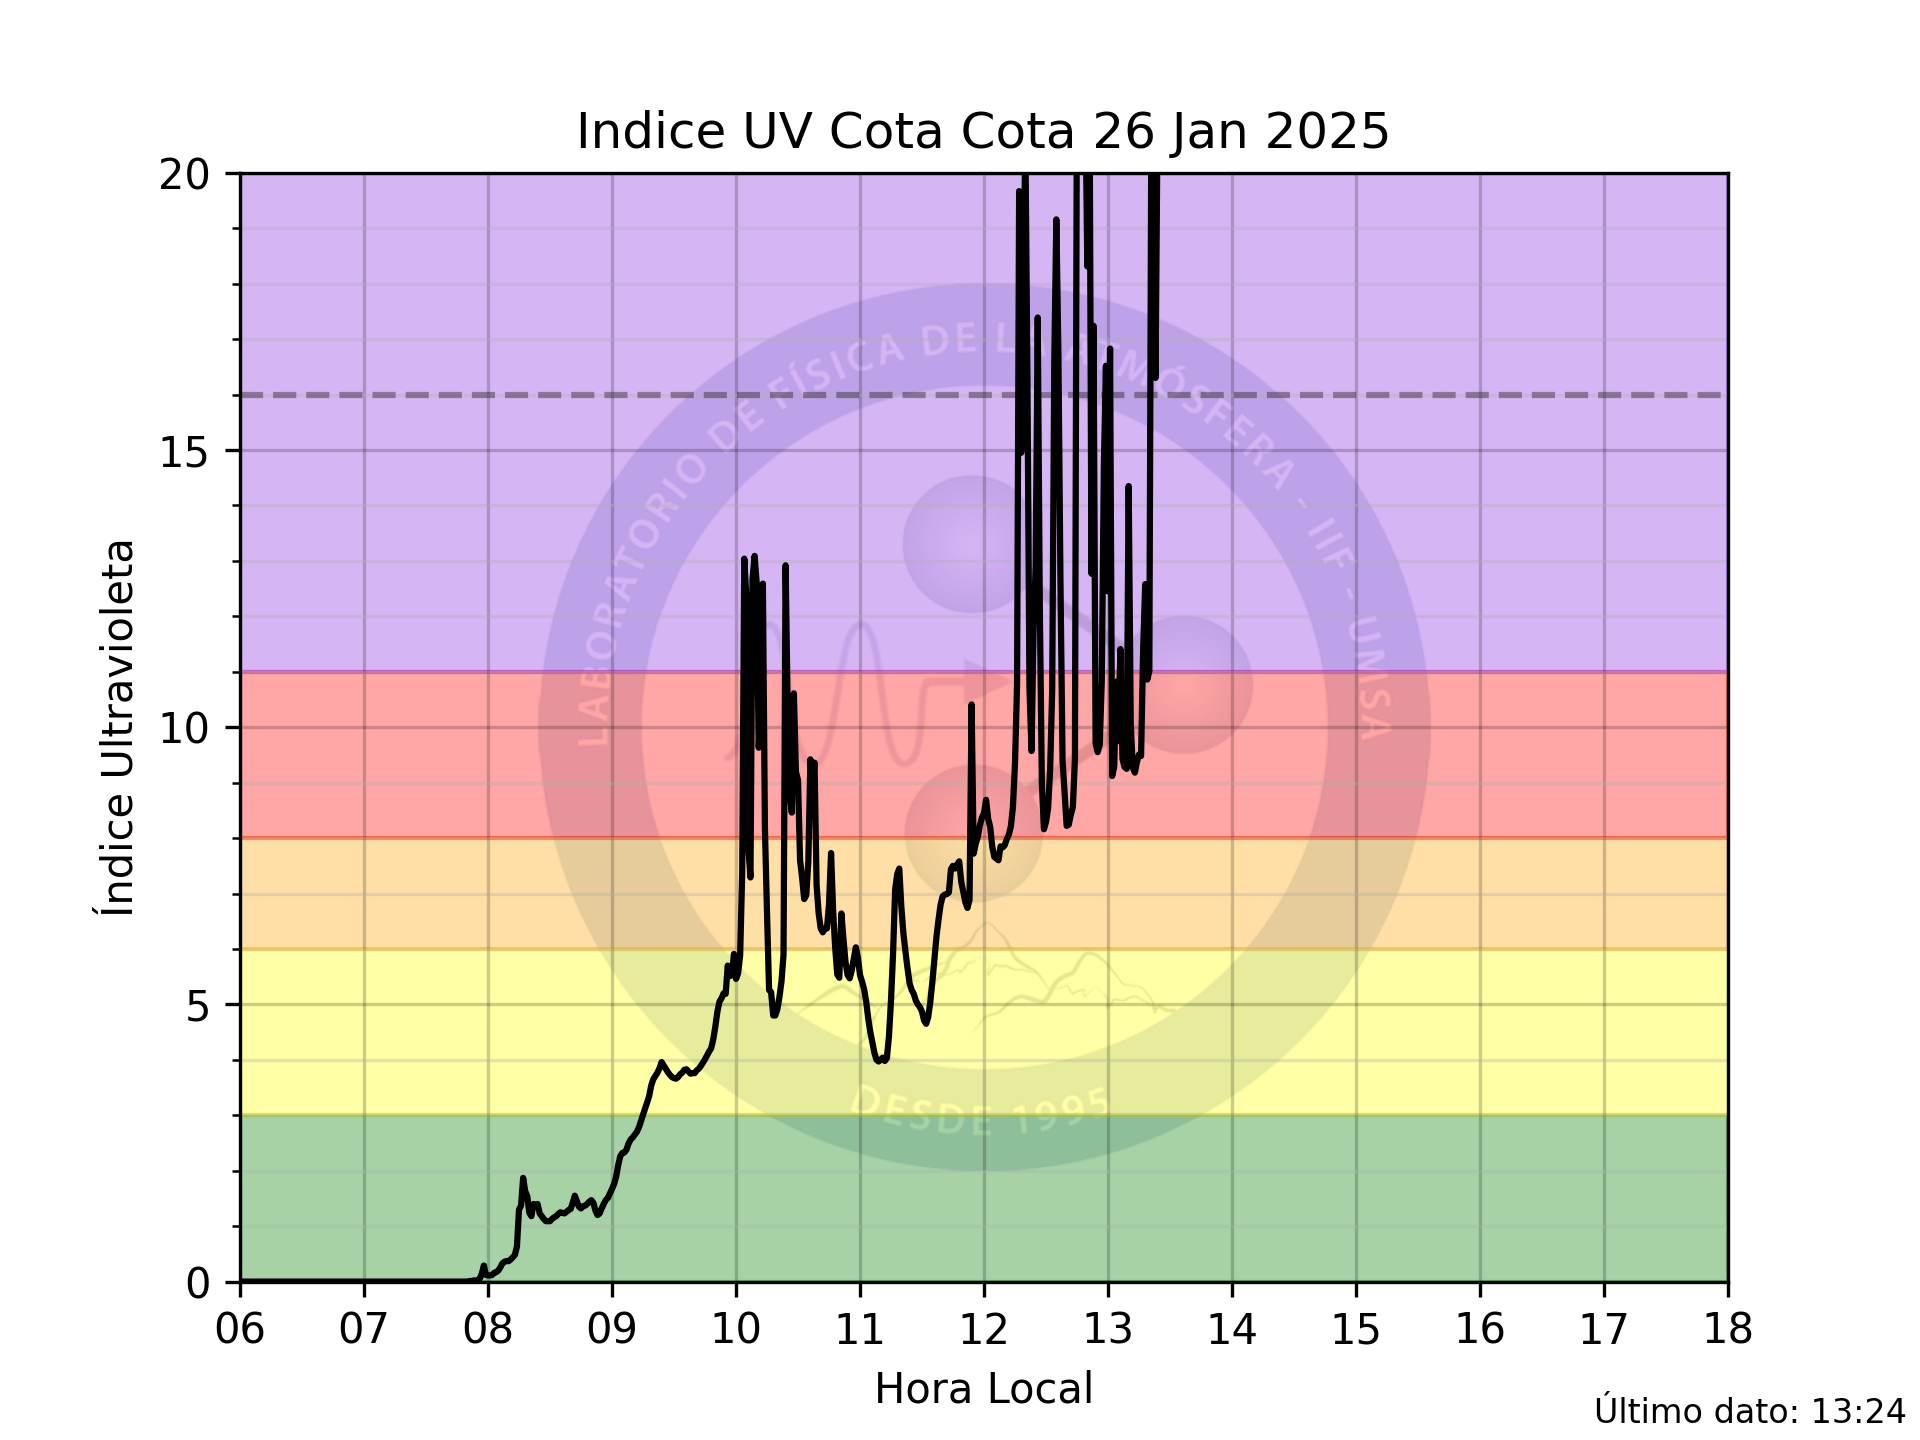 Indice UV Cota Cota 26 Jan 2025
20
15
10
5
0
Índice Ultravioleta
LABORATORIO DE FÍSICA DE LA ATMÓSFERA - IIF - UMSA
DESDE 1995
06 07 08 09 10 11 12 13 14 15 16 17 18
Hora Local
Último dato: 13:24